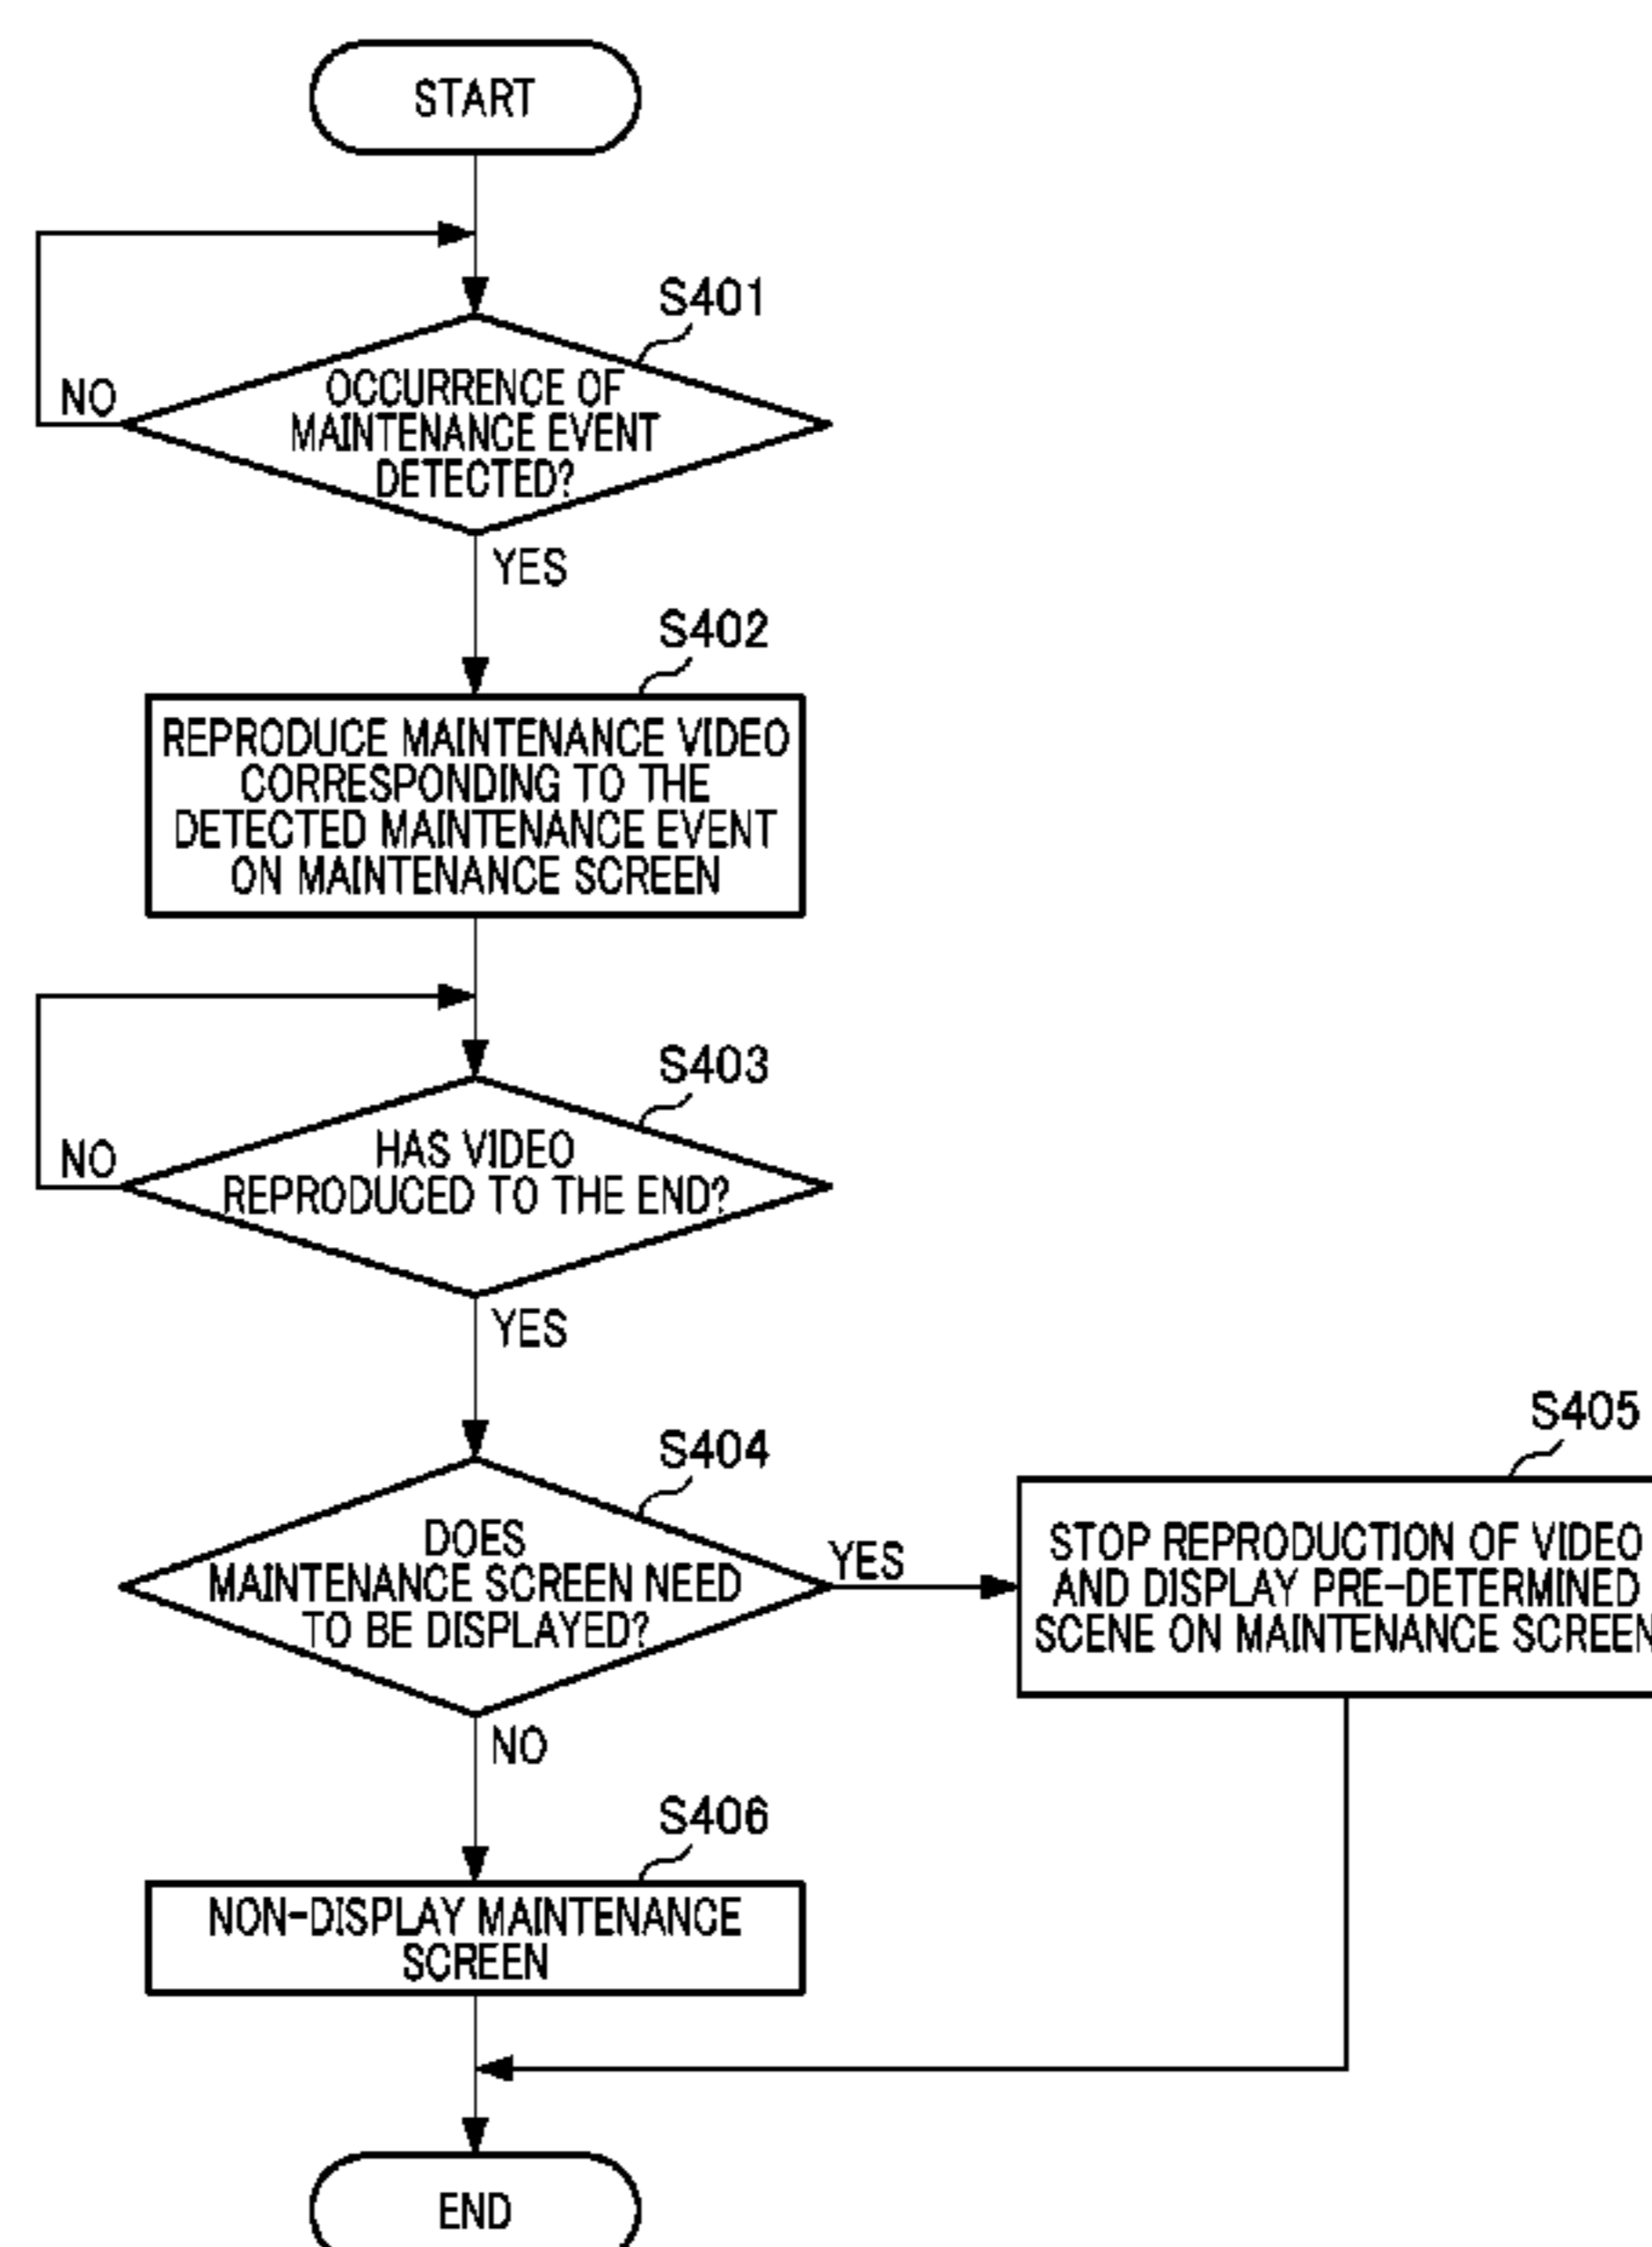 START
S401
OCCURRENCE OF
MAINTENANCE EVENT
DETECTED?
NO
YES
S402
REPRODUCE MAINTENANCE VIDEO
CORRESPONDING TO THE
DETECTED MAINTENANCE EVENT
ON MAINTENANCE SCREEN
S403
HAS VIDEO
REPRODUCED TO THE END?
NO
YES
S404
DOES
MAINTENANCE SCREEN NEED
TO BE DISPLAYED?
YES
S405
STOP REPRODUCTION OF VIDEO
AND DISPLAY PRE-DETERMINED
SCENE ON MAINTENANCE SCREEN
NO
S406
NON-DISPLAY MAINTENANCE
SCREEN
END